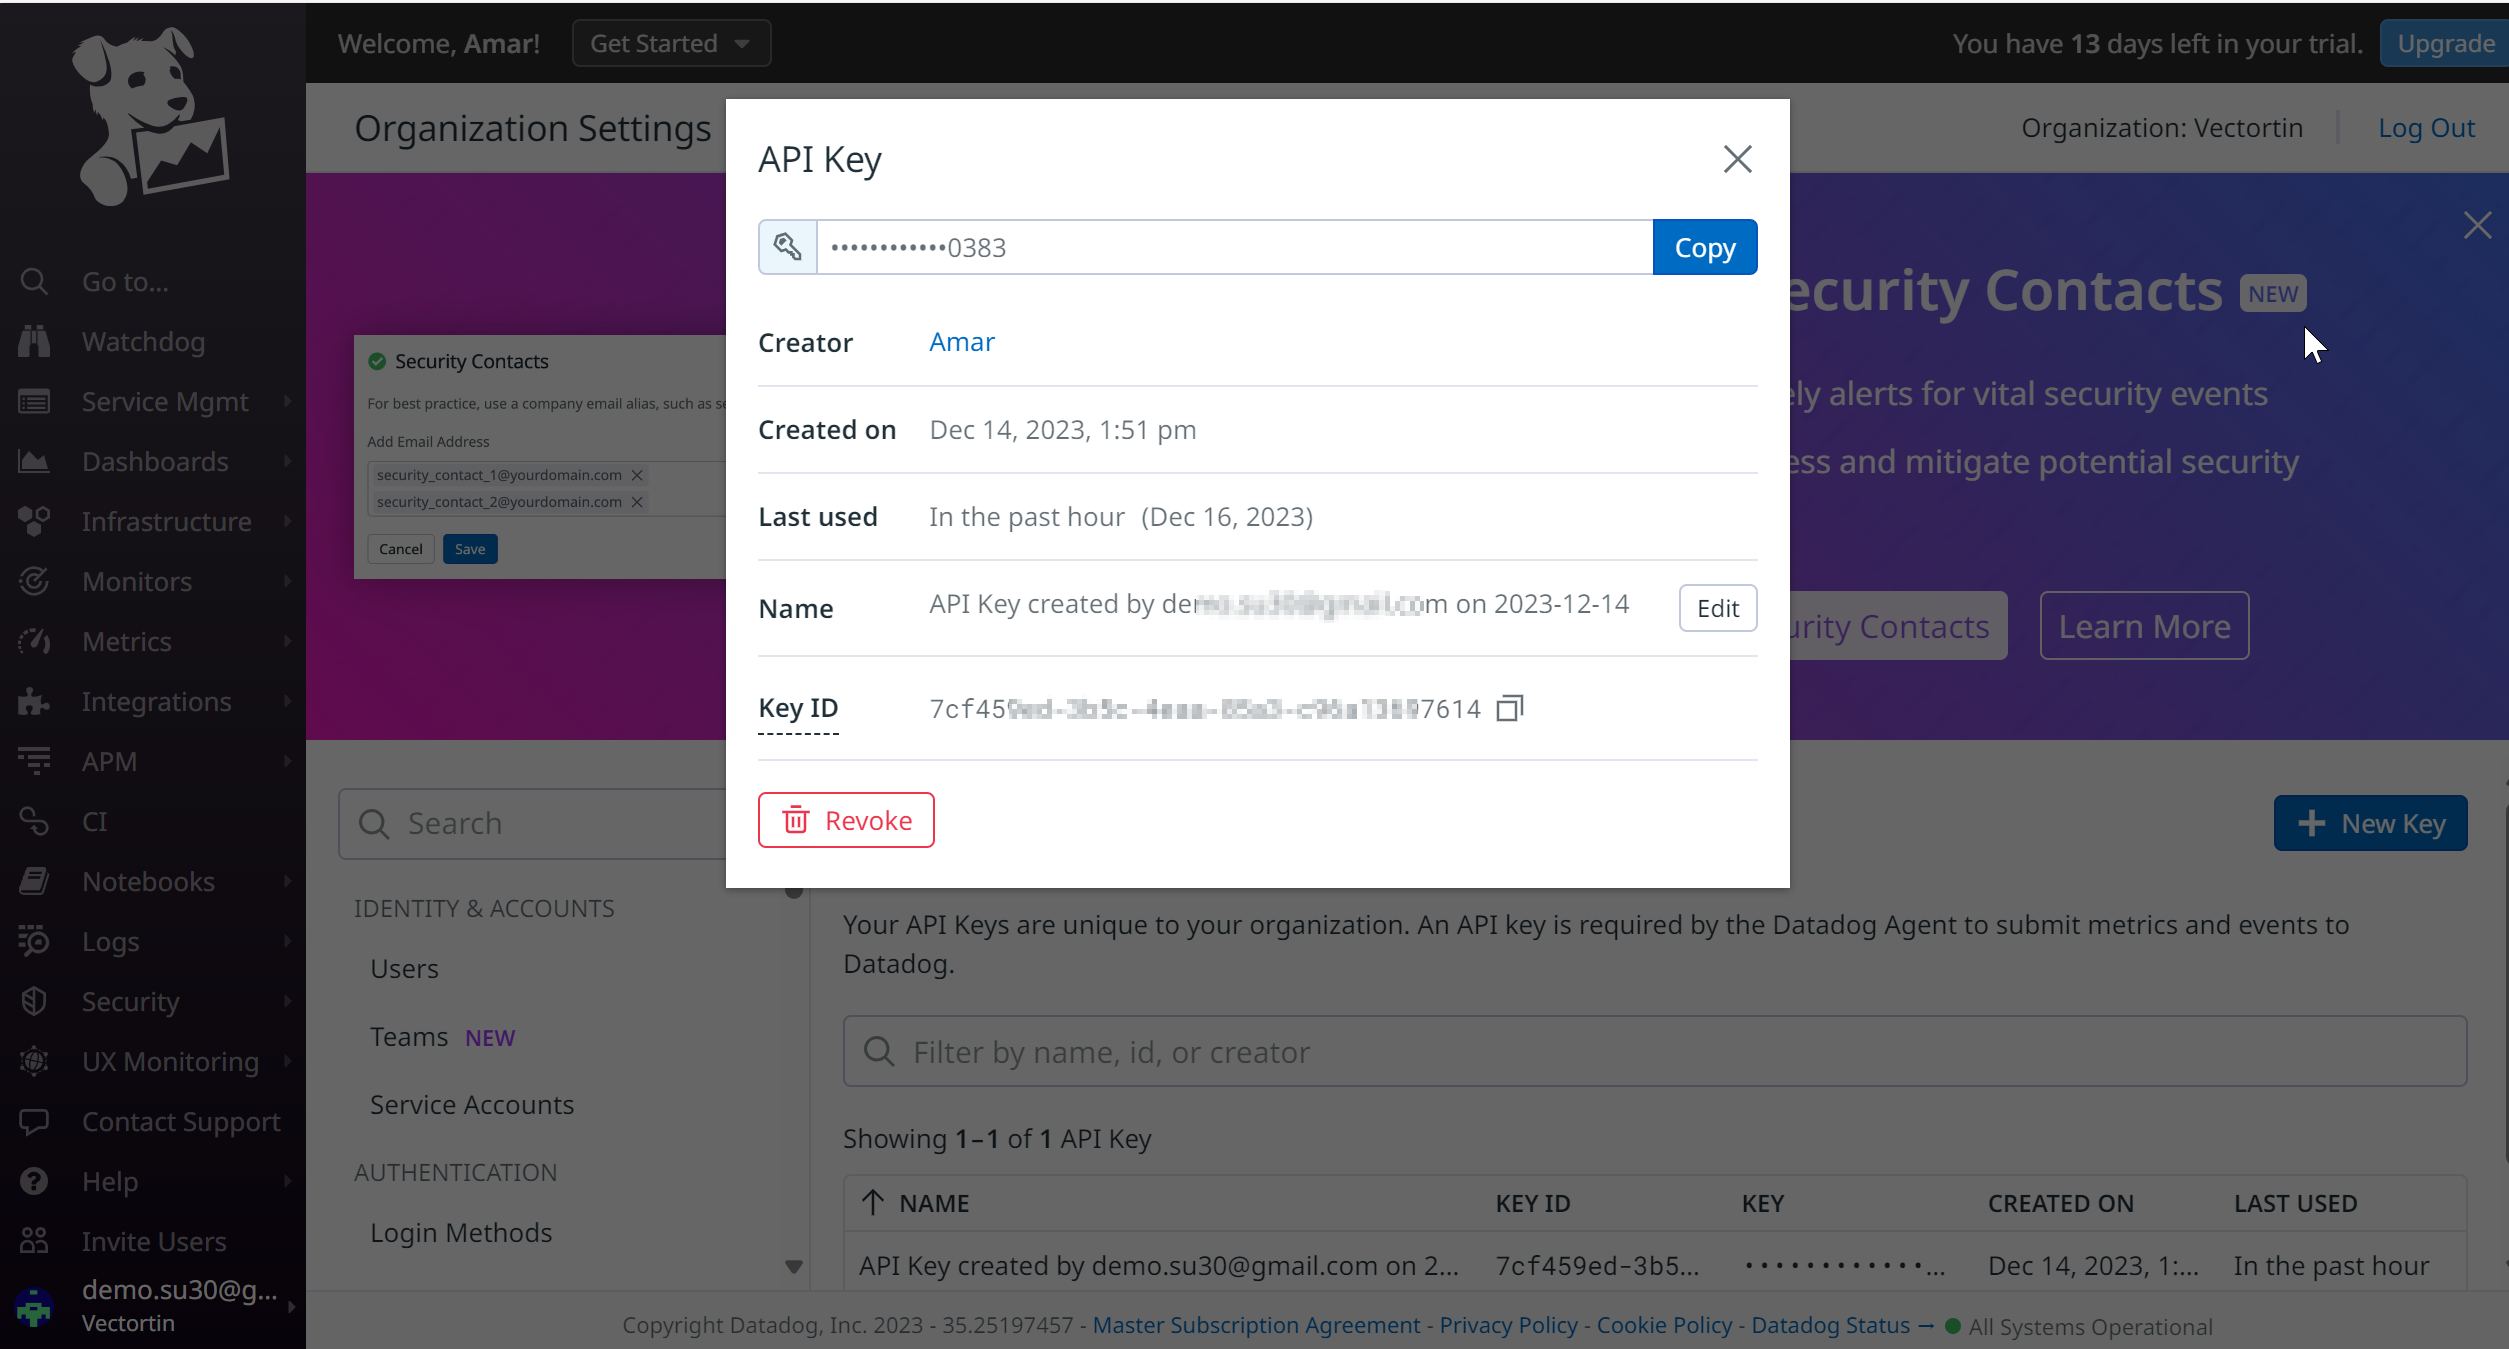 Welcome, Amar!
Get Started
You have 13 days left in your trial.
Upgrade
Organization Settings
Organization: Vectortin
Log Out
Go to...
Watchdog
Service Mgmt
Dashboards
Infrastructure
Monitors
Metrics
Integrations
APM
CI
Notebooks
Logs
Security
UX Monitoring
Contact Support
Help
Invite Users
demo.su30@g...
Vectortin
Security Contacts
For best practice, use a company email alias, such as se
Add Email Address
security_contact_1@yourdomain.com
security_contact_2@yourdomain.com
Cancel
Save
API Key
••••••••••••0383
Copy
Creator
Amar
Created on
Dec 14, 2023, 1:51 pm
Last used
In the past hour (Dec 16, 2023)
Name
API Key created by de m on 2023-12-14
Edit
Key ID
7cf45 7614
Revoke
ecurity Contacts NEW
ely alerts for vital security events
ess and mitigate potential security
urity Contacts
Learn More
Search
New Key
IDENTITY & ACCOUNTS
Users
Teams NEW
Service Accounts
AUTHENTICATION
Login Methods
Your API Keys are unique to your organization. An API key is required by the Datadog Agent to submit metrics and events to
Datadog.
Filter by name, id, or creator
Showing 1–1 of 1 API Key
NAME KEY ID KEY CREATED ON LAST USED
API Key created by demo.su30@gmail.com on 2... 7cf459ed-3b5... ••••••••••••... Dec 14, 2023, 1:... In the past hour
Copyright Datadog, Inc. 2023 - 35.25197457 - Master Subscription Agreement - Privacy Policy - Cookie Policy - Datadog Status → All Systems Operational